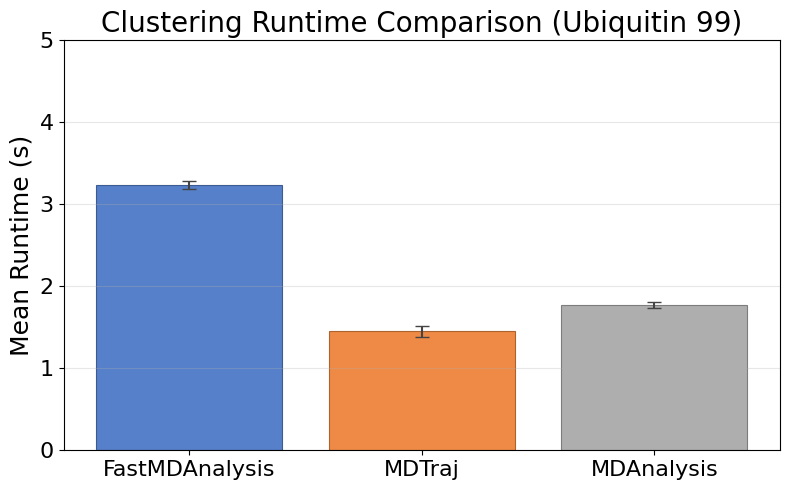 Clustering Runtime Comparison (Ubiquitin 99)
Mean Runtime (s)
5
4
3
2
1
0
FastMDAnalysis MDTraj MDAnalysis